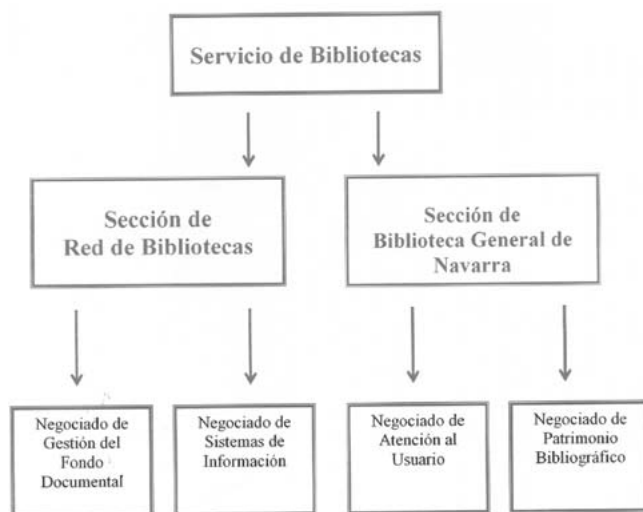 Servicio de Bibliotecas
Sección de
Red de Bibliotecas
Sección de
Biblioteca General de
Navarra
Negociado de
Gestión del
Fondo
Documental
Negociado de
Sistemas de
Información
Negociado de
Atención al
Usuario
Negociado de
Patrimonio
Bibliográfico